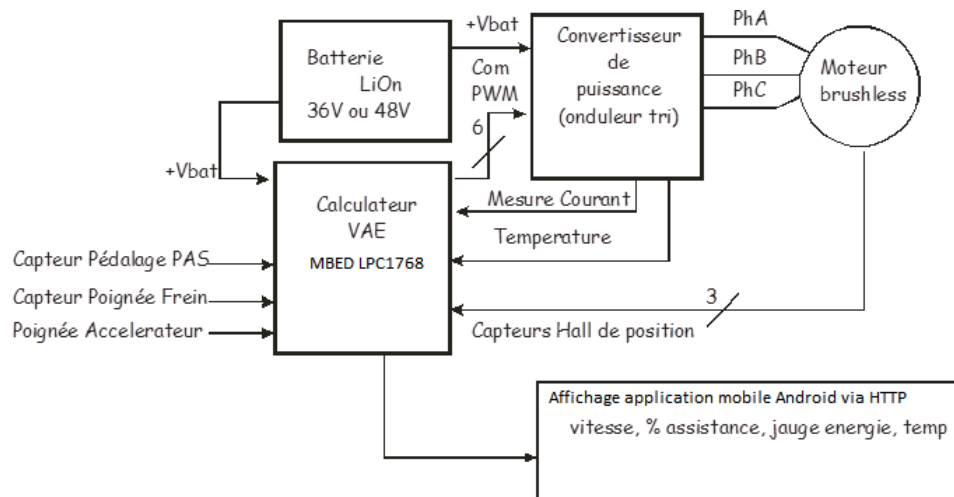 +Vbat
Batterie
LiOn
36V ou 48V
Com
PWM
6
Convertisseur
de
puissance
(onduleur tri)
PhA
PhB
PhC
Moteur
brushless
+Vbat
Calculateur
VAE
MBED LPC1768
Mesure Courant
Temperature
Capteur Pédalage PAS
Capteur Poignée Frein
Poignée Accelerateur
3
Capteurs Hall de position
Affichage application mobile Android via HTTP
vitesse, % assistance, jauge energie, temp